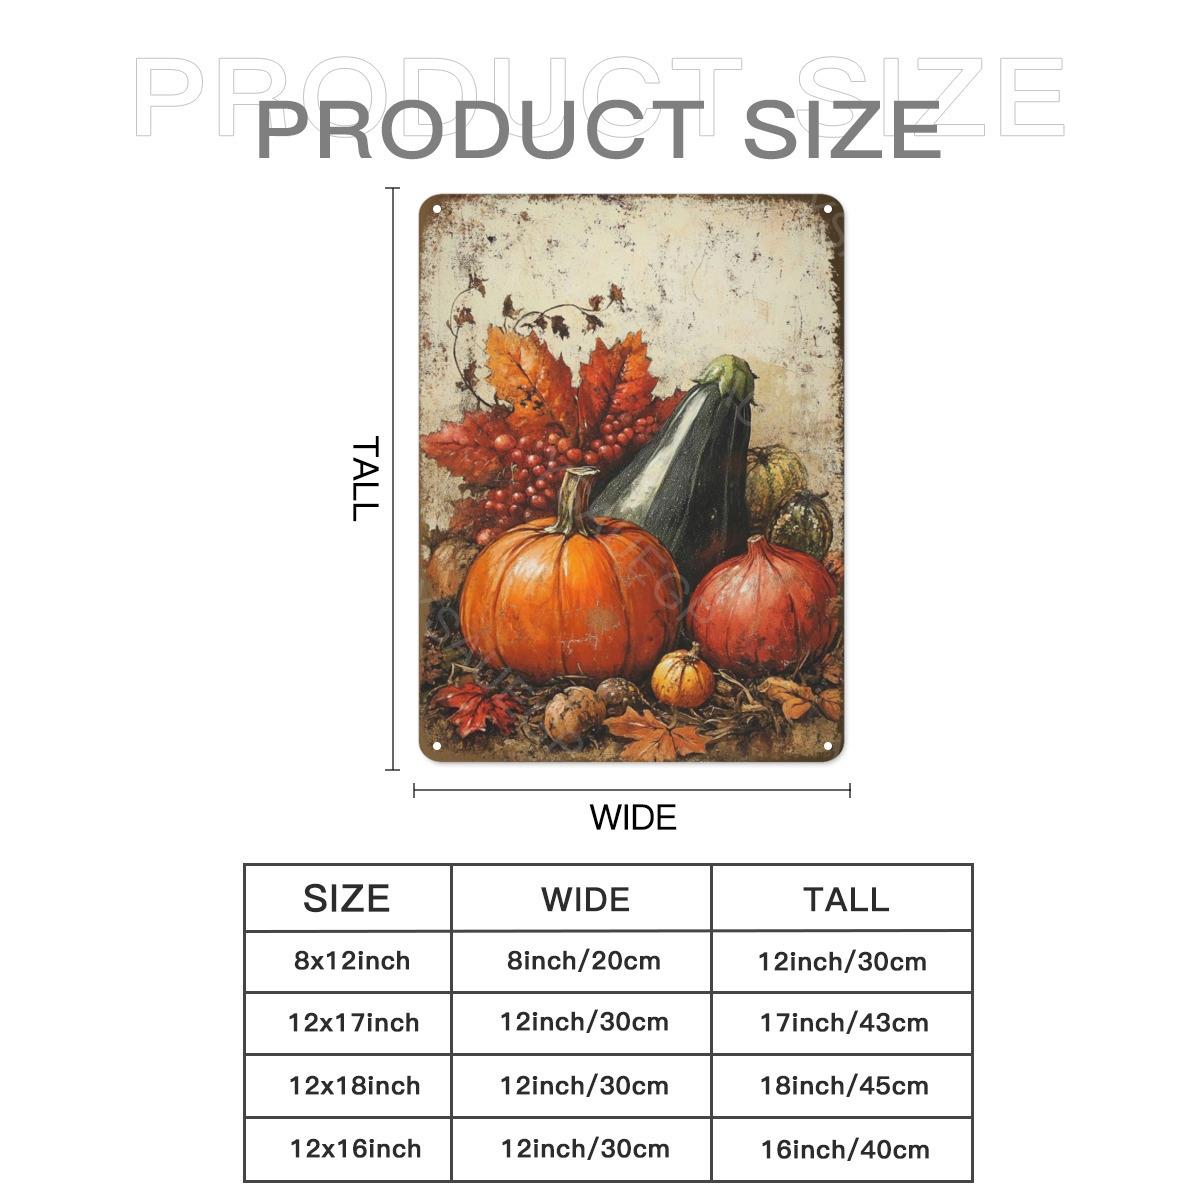 PRODUCT SIZE
PRODUCT SIZE
TALL
WIDE
SIZE WIDE TALL
8x12inch 8inch/20cm 12inch/30cm
12x17inch 12inch/30cm 17inch/43cm
12x18inch 12inch/30cm 18inch/45cm
12x16inch 12inch/30cm 16inch/40cm